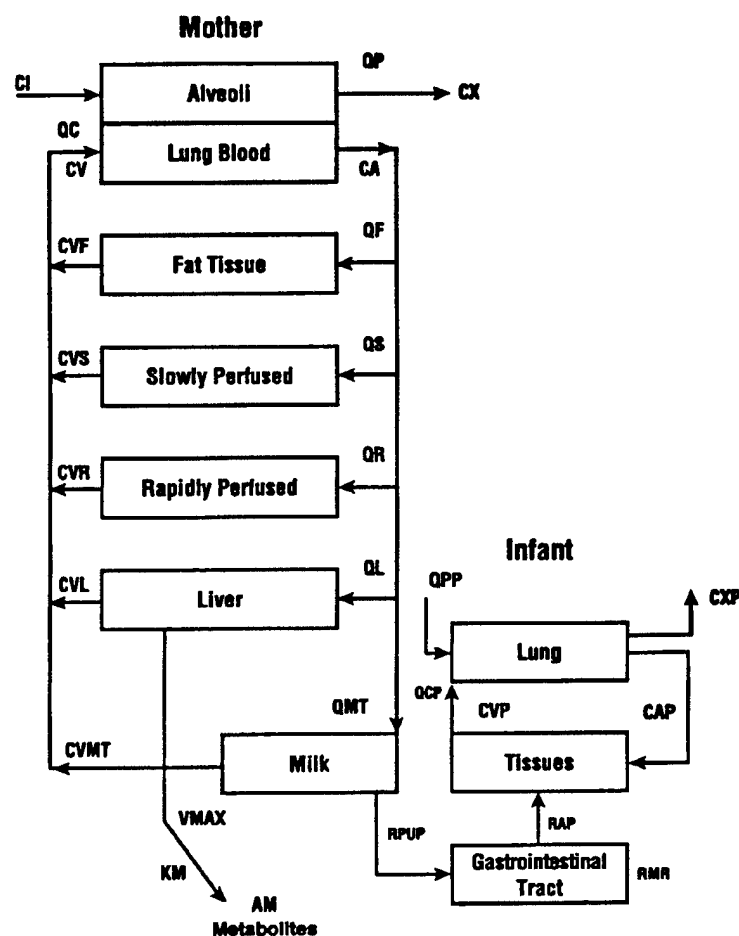 Mother
QP
CI
Alveoli
CX
QC
Lung Blood
CV
CA
CVF
QF
Fat Tissue
CVS
QS
Slowly Perfused
CVR
QR
Rapidly Perfused
Infant
CVL
QL
Liver
QPP
CXP
Lung
QMT
QCP
CVP
CAP
CVMT
Milk
Tissues
VMAX
RPUP
RAP
KM
Gastrointestinal
Tract
RMR
AM
Metabolites